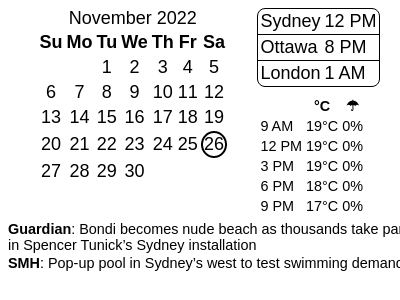 November 2022
Su Mo Tu We Th Fr Sa
1 2 3 4 5
6 7 8 9 10 11 12
13 14 15 16 17 18 19
20 21 22 23 24 25 26
27 28 29 30
Sydney 12 PM
Ottawa 8 PM
London 1 AM
°C ☂
9 AM 19°C 0%
12 PM 19°C 0%
3 PM 19°C 0%
6 PM 18°C 0%
9 PM 17°C 0%
Guardian: Bondi becomes nude beach as thousands take par
in Spencer Tunick's Sydney installation
SMH: Pop-up pool in Sydney's west to test swimming demand